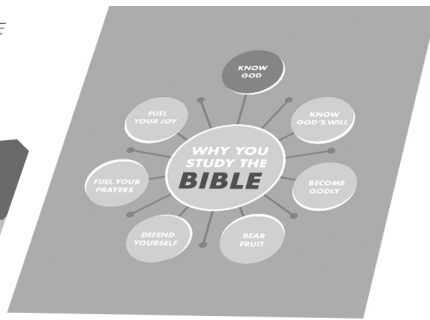 E
KNOW
GOD
KNOW
GOD'S WILL
BECOME
GODLY
BEAR
FRUIT
DEFEND
YOURSELF
FUEL YOUR
PRAYERS
FUEL
YOUR JOY
WHY YOU
STUDY THE
BIBLE